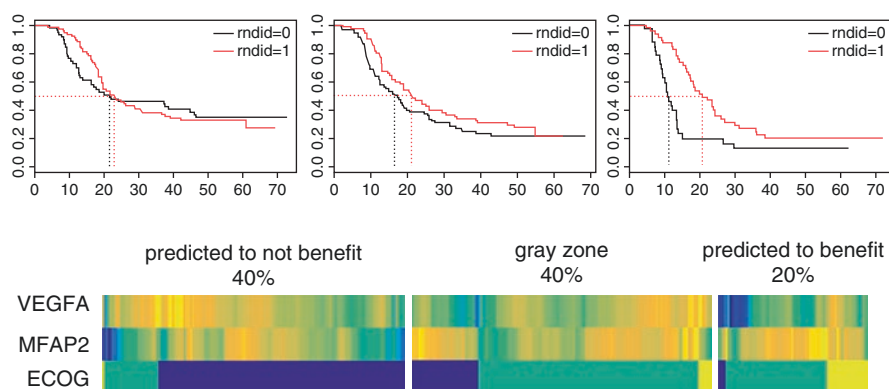 1.0
0.8
0.6
0.4
0.2
0.0
rndid=0
rndid=1
0 10 20 30 40 50 60 70
1.0
0.8
0.6
0.4
0.2
0.0
rndid=0
rndid=1
0 10 20 30 40 50 60 70
1.0
0.8
0.6
0.4
0.2
0.0
rndid=0
rndid=1
0 10 20 30 40 50 60 70
predicted to not benefit
40%
gray zone
40%
predicted to benefit
20%
VEGFA
MFAP2
ECOG